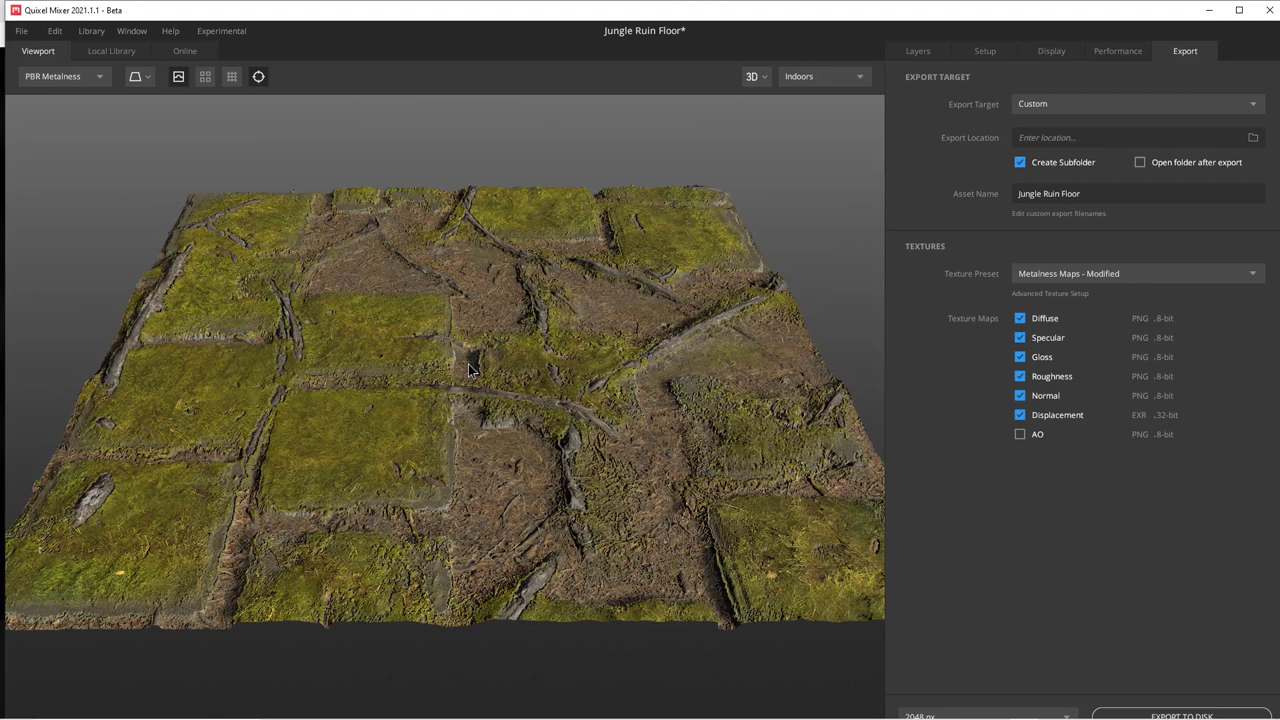 Quixel Mixer 2021.1.1 - Beta
File Edit Library Window Help Experimental Jungle Ruin Floor*
Viewport Local Library Online Layers Setup Display Performance Export
PBR Metalness 3D Indoors
EXPORT TARGET
Export Target Custom
Export Location Enter location...
Create Subfolder Open folder after export
Asset Name Jungle Ruin Floor
Edit custom export filenames
TEXTURES
Texture Preset Metalness Maps - Modified
Advanced Texture Setup
Texture Maps Diffuse PNG .8-bit
Specular PNG .8-bit
Gloss PNG .8-bit
Roughness PNG .8-bit
Normal PNG .8-bit
Displacement EXR .32-bit
AO PNG .8-bit
2048 px EXPORT TO DISK